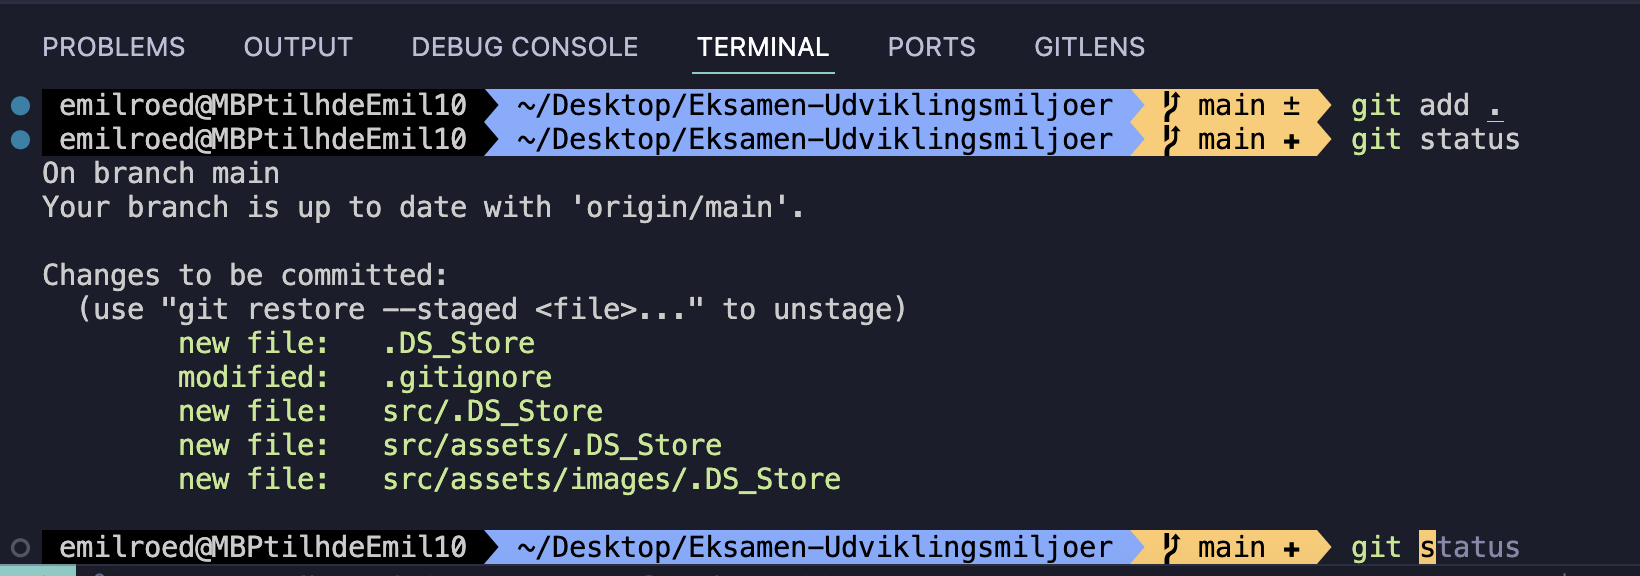 PROBLEMS OUTPUT DEBUG CONSOLE TERMINAL PORTS GITLENS
emilroed@MBPtilhdeEmil10 ~/Desktop/Eksamen-Udviklingsmiljoer main ± git add .
emilroed@MBPtilhdeEmil10 ~/Desktop/Eksamen-Udviklingsmiljoer main + git status
On branch main
Your branch is up to date with 'origin/main'.
Changes to be committed:
(use "git restore --staged <file>..." to unstage)
new file: .DS_Store
modified: .gitignore
new file: src/.DS_Store
new file: src/assets/.DS_Store
new file: src/assets/images/.DS_Store
emilroed@MBPtilhdeEmil10 ~/Desktop/Eksamen-Udviklingsmiljoer main + git status